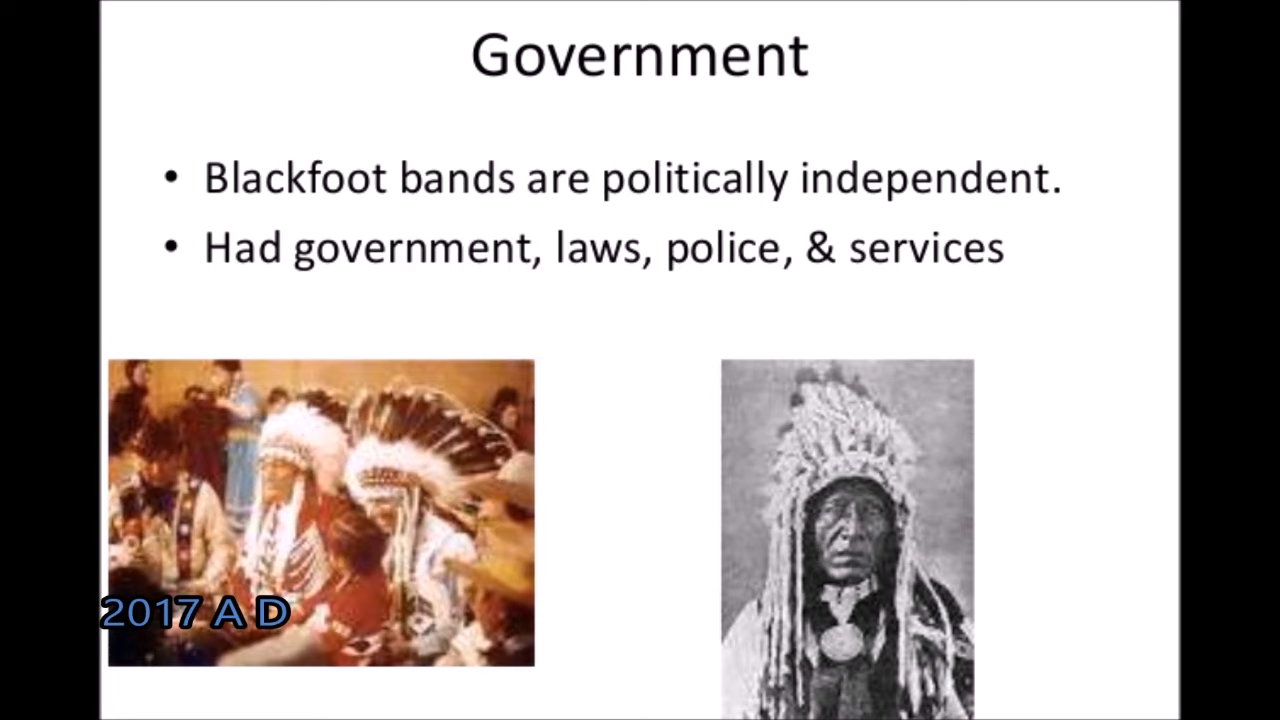 Government
• Blackfoot bands are politically independent.
• Had government, laws, police, & services
2017 A D